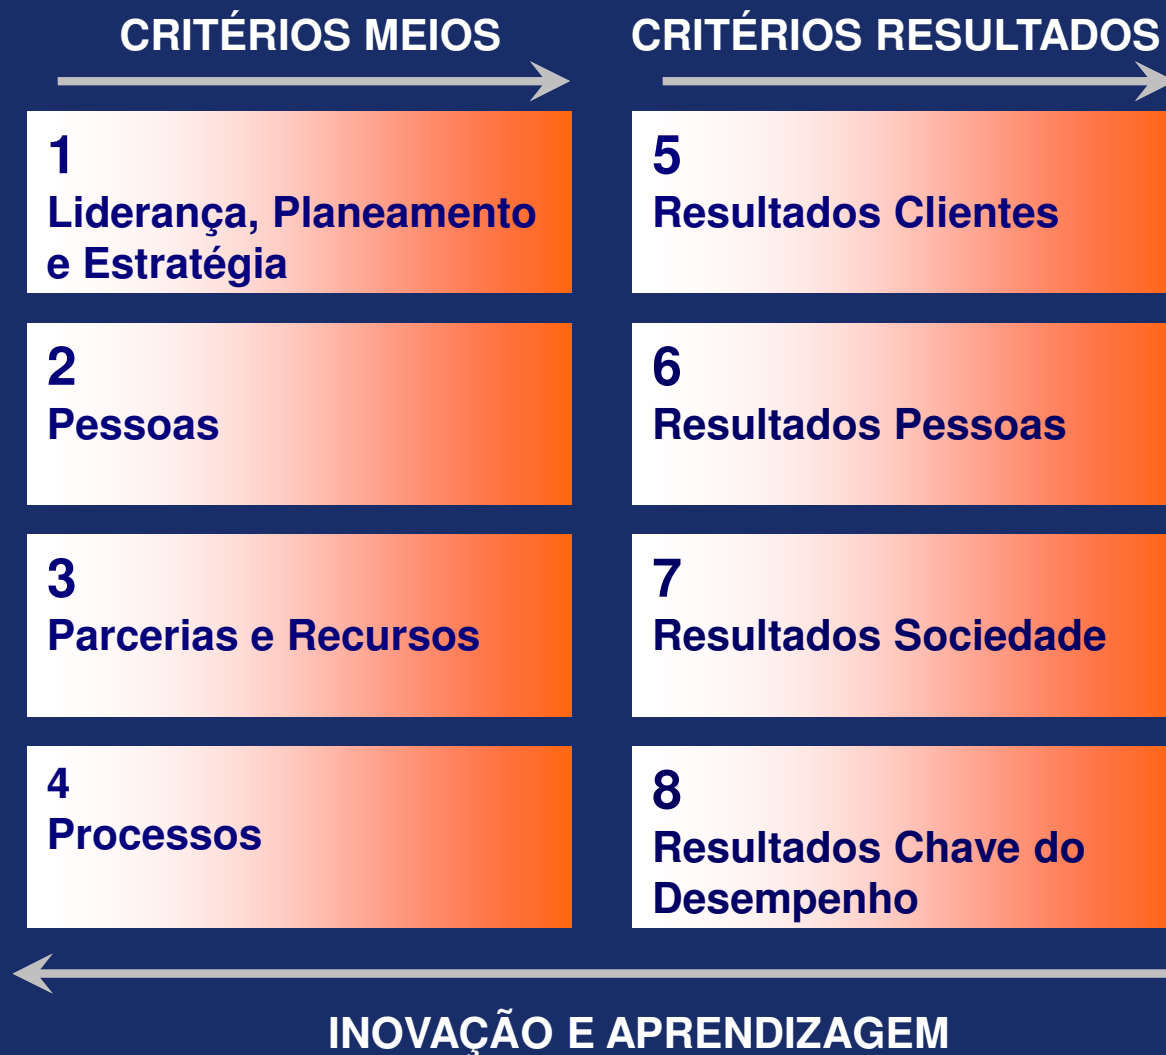 CRITÉRIOS MEIOS
1
Liderança, Planeamento
e Estratégia
2
Pessoas
3
Parcerias e Recursos
4
Processos
CRITÉRIOS RESULTADOS
5
Resultados Clientes
6
Resultados Pessoas
7
Resultados Sociedade
8
Resultados Chave do
Desempenho
INOVAÇÃO E APRENDIZAGEM